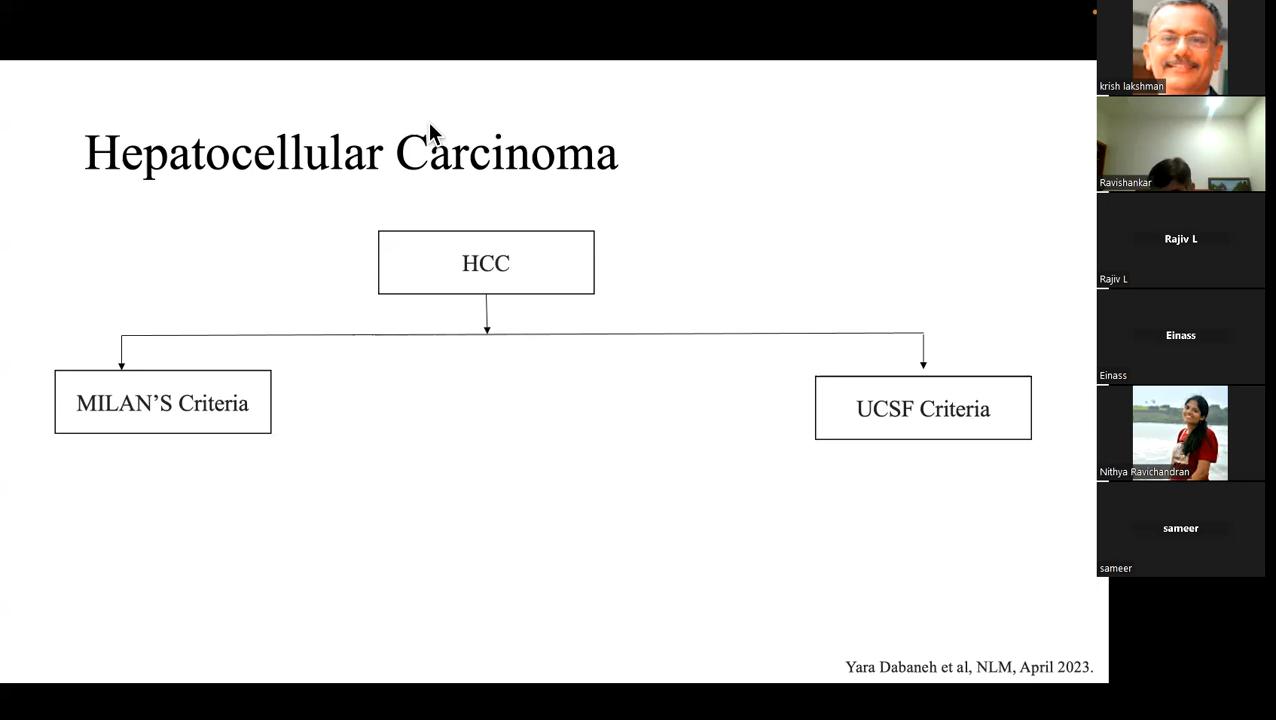 Hepatocellular Carcinoma
HCC
MILAN'S Criteria
UCSF Criteria
Yara Dabaneh et al, NLM, April 2023.
krish lakshman
Ravishankar
Rajiv L
Rajiv L
Einass
Einass
Nithya Ravichandran
sameer
sameer